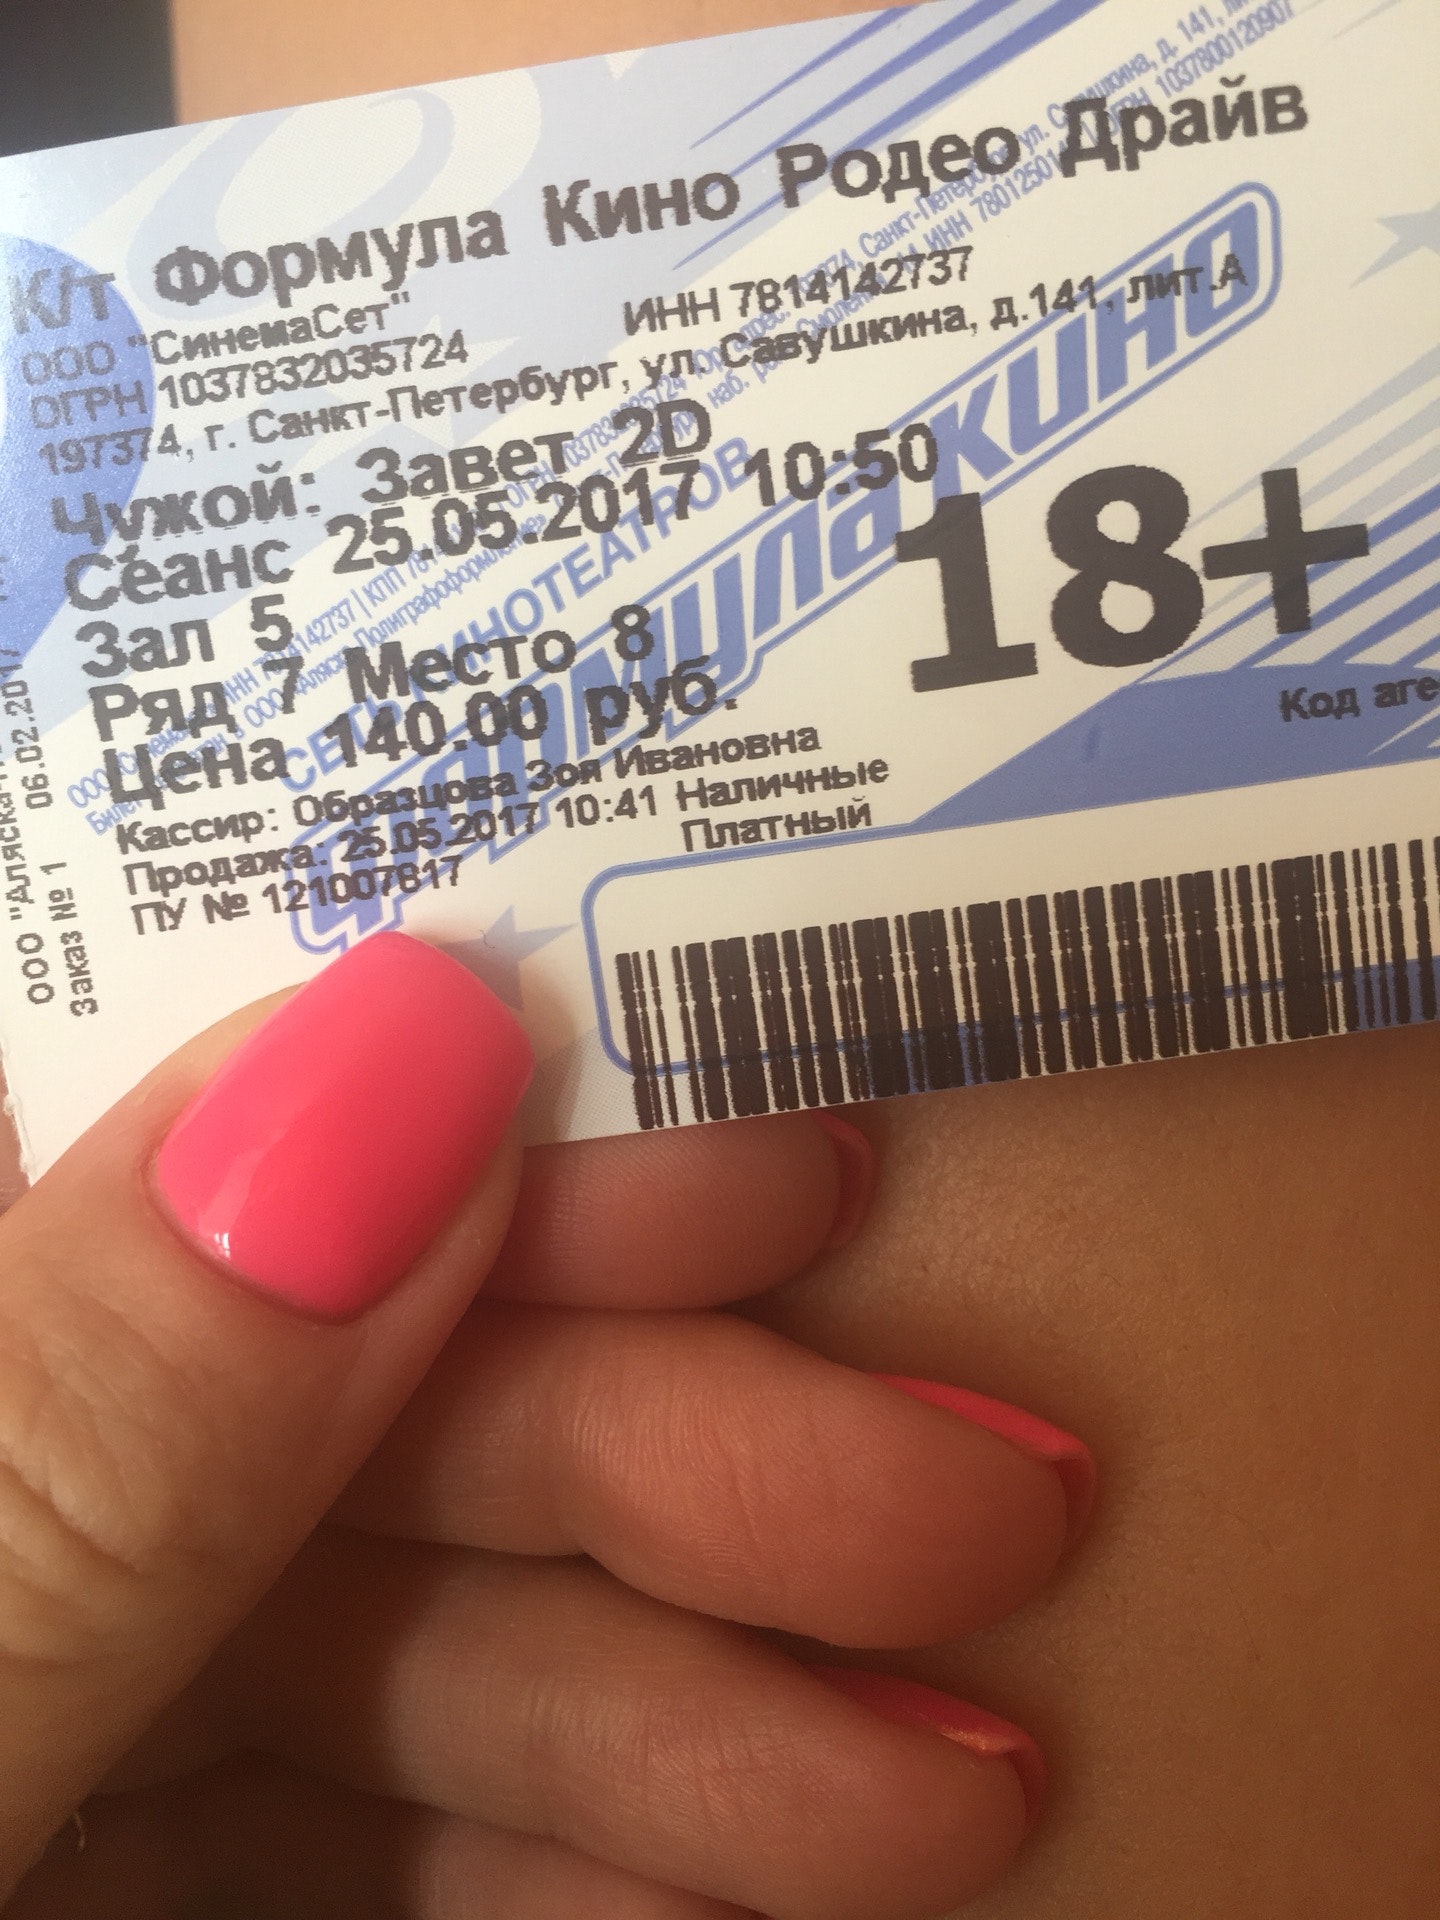 К/т Формула Кино Родео Драйв
ООО "СинемаСет" ИНН 7814142737
ОГРН 1037832035724
197374, г. Санкт-Петербург, ул. Савушкина, д.141, лит.А
Чужой: Завет 2D
Сеанс 25.05.2017 10:50
Зал 5
Ряд 7 Место 8
Цена 140.00 руб.
18+
Код аге
Кассир: Образцова Зоя Ивановна
Продажа: 25.05.2017 10:41 Наличные
Платный
ПУ № 121007817
СЕТЬ КИНОТЕАТРОВ
формула кино
ООО "Аляска
Заказ № 1 06.02.2017